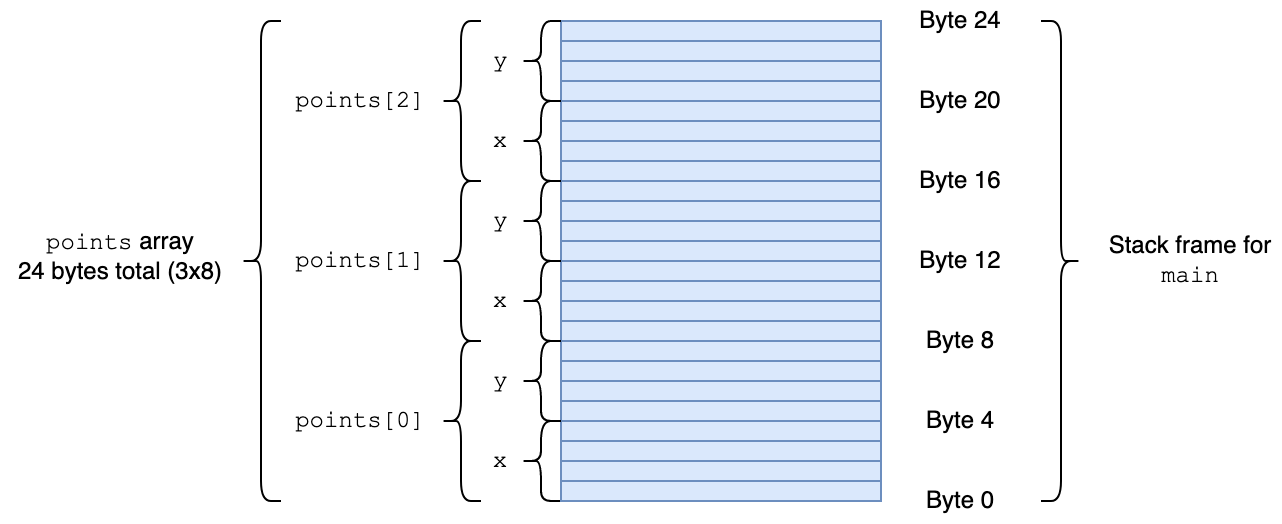 Byte 24
y
points[2]
Byte 20
x
Byte 16
y
points array
24 bytes total (3x8)
points[1]
Byte 12
Stack frame for
main
x
Byte 8
y
points[0]
Byte 4
x
Byte 0